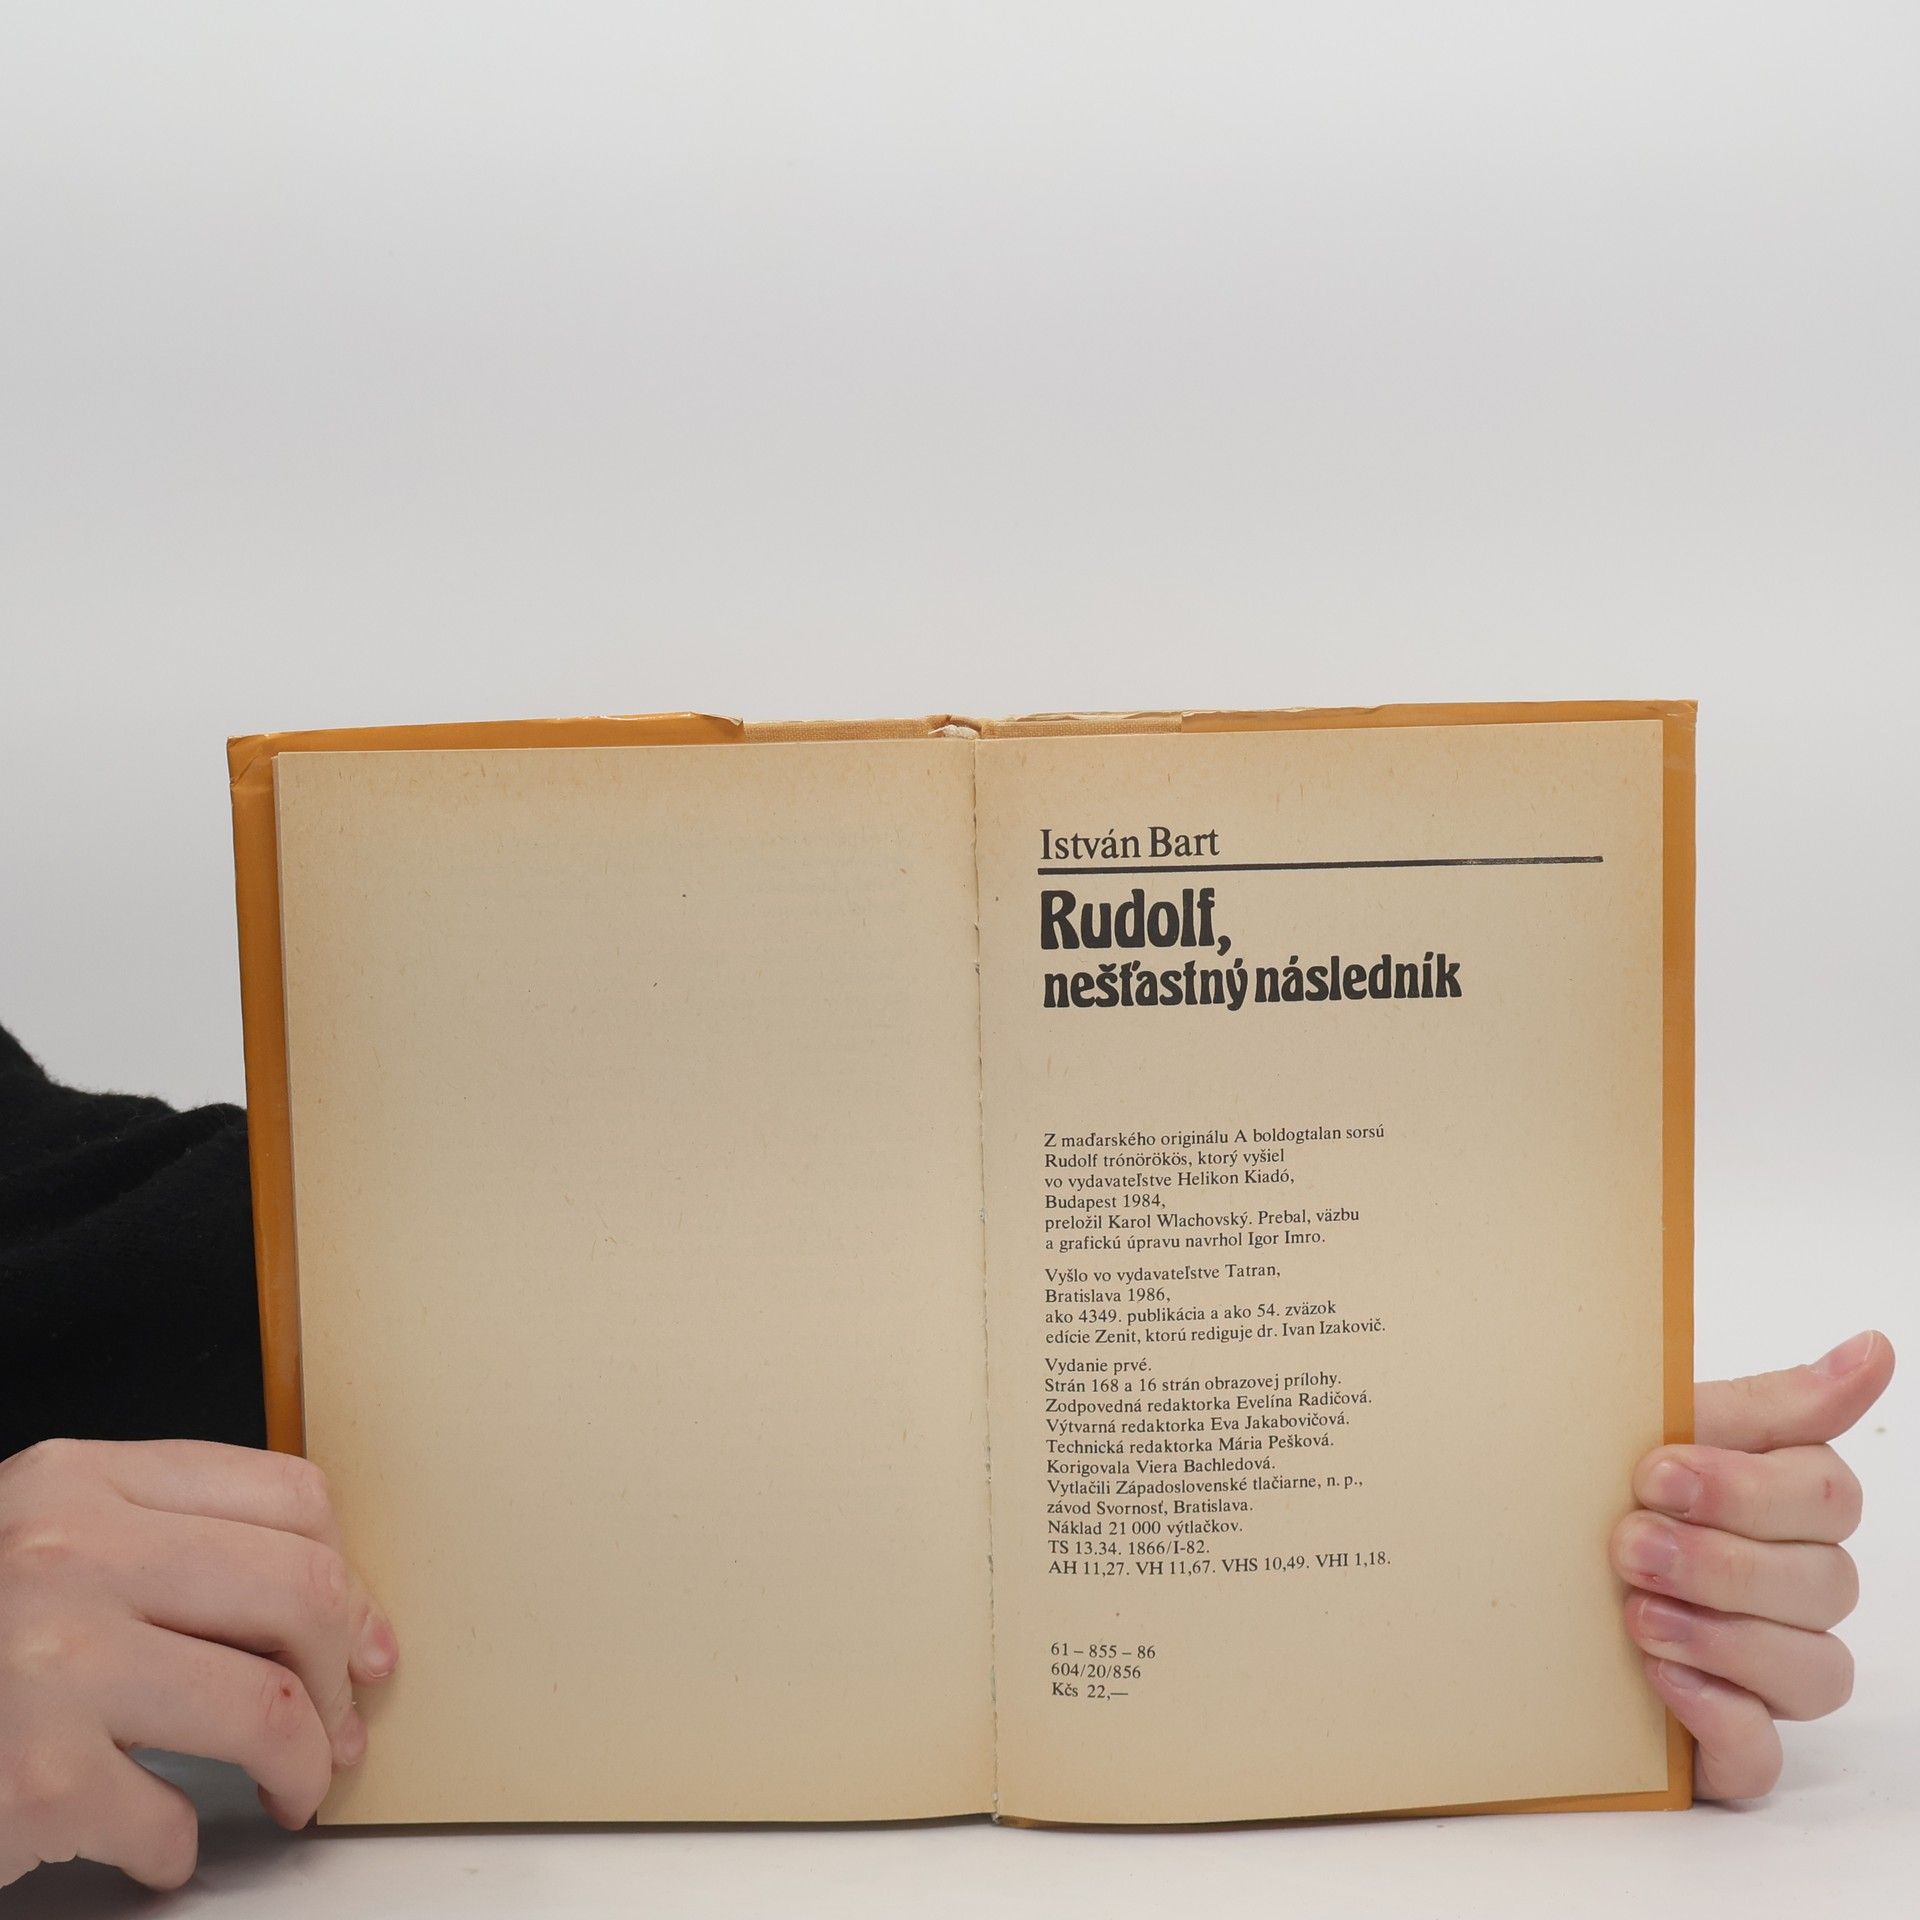 István Bart
Rudolf,
nešťastný následník
Z maďarského originálu A boldogtalan sorsú
Rudolf trónörökös, ktorý vyšiel
vo vydavateľstve Helikon Kiadó,
Budapest 1984,
preložil Karol Wlachovský. Prebal, väzbu
a grafickú úpravu navrhol Igor Imro.
Vyšlo vo vydavateľstve Tatran,
Bratislava 1986,
ako 4349. publikácia a ako 54. zväzok
edície Zenit, ktorú rediguje dr. Ivan Izakovič.
Vydanie prvé.
Strán 168 a 16 strán obrazovej prílohy.
Zodpovedná redaktorka Evelína Radičová.
Výtvarná redaktorka Eva Jakabovičová.
Technická redaktorka Mária Pešková.
Korigovala Viera Bachledová.
Vytlačili Západoslovenské tlačiarne, n. p.,
závod Svornosť, Bratislava.
Náklad 21 000 výtlačkov.
TS 13.34. 1866/I-82.
AH 11,27. VH 11,67. VHS 10,49. VHI 1,18.
61 – 855 – 86
604/20/856
Kčs 22,—